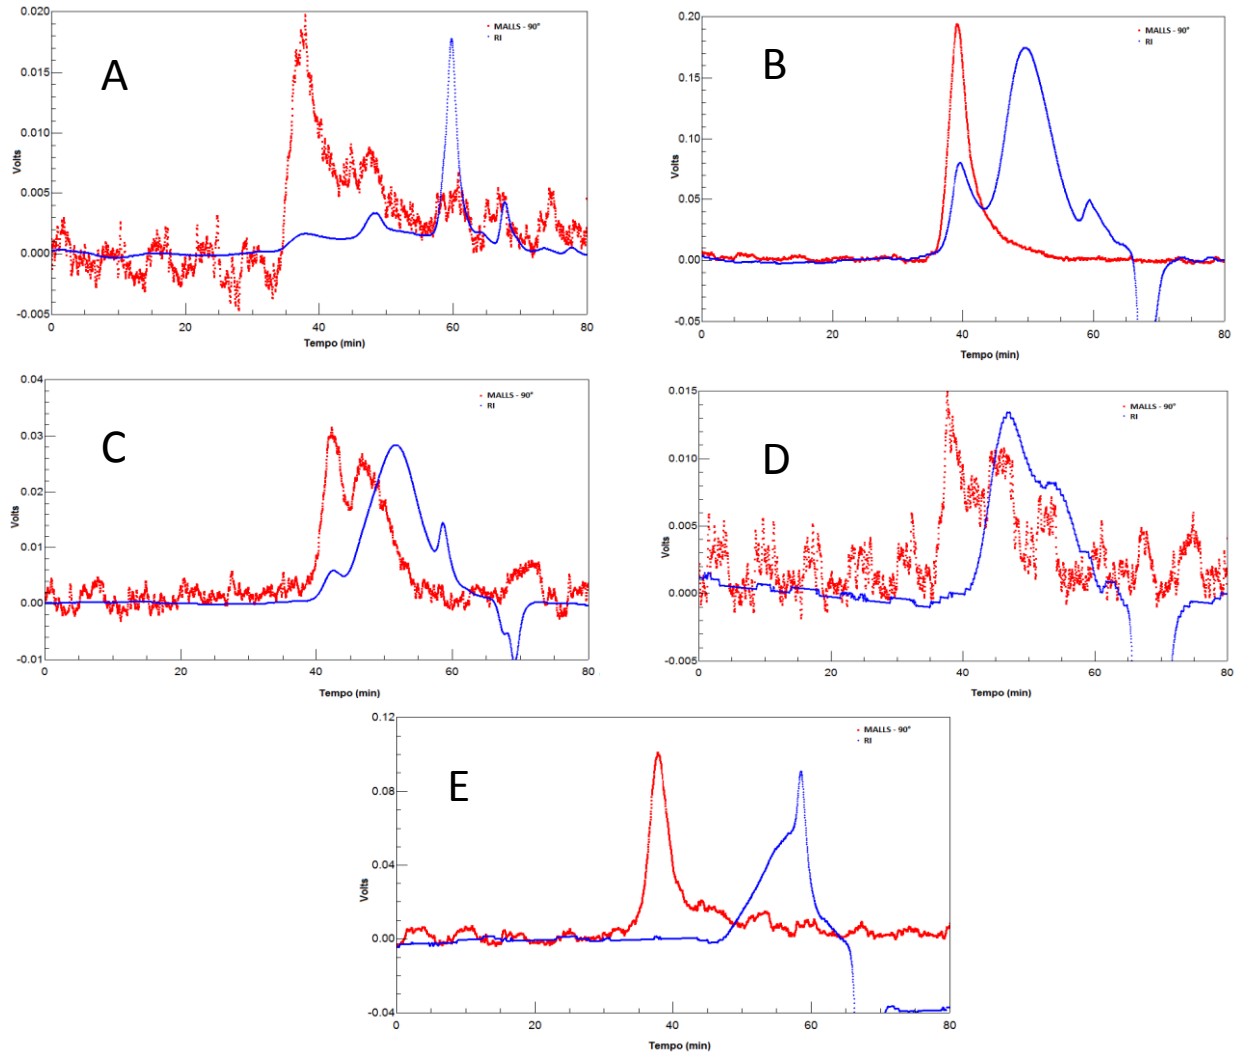 A
0.020
0.015
0.010
0.005
0.000
-0.005
Volts
0
20
40
60
80
Tempo (min)
MALLS - 90°
RI
B
0.20
0.15
0.10
0.05
0.00
-0.05
Volts
0
20
40
60
80
Tempo (min)
MALLS - 90°
RI
C
0.04
0.03
0.02
0.01
0.00
-0.01
Volts
0
20
40
60
80
Tempo (min)
MALLS - 90°
RI
D
0.015
0.010
0.005
0.000
-0.005
Volts
0
20
40
60
80
Tempo (min)
MALLS - 90°
RI
E
0.12
0.08
0.04
0.00
-0.04
Volts
0
20
40
60
80
Tempo (min)
MALLS - 90°
RI